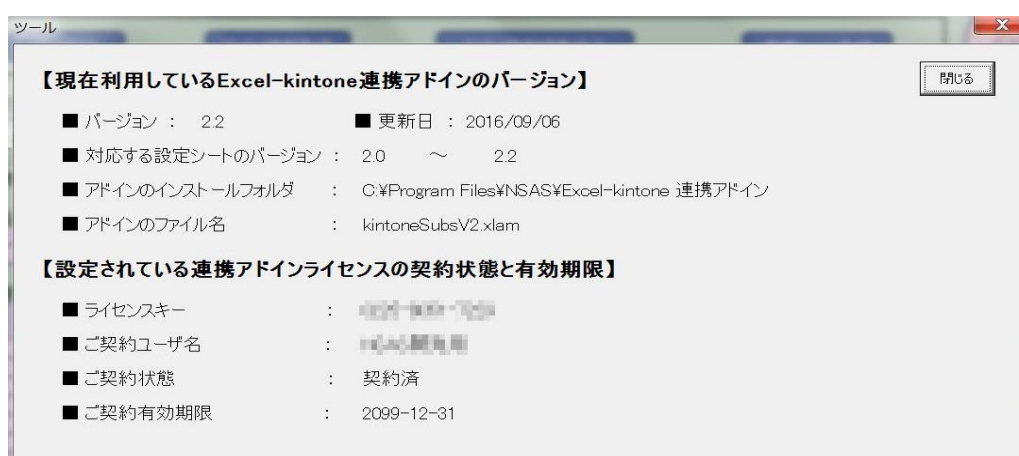 ツール
【現在利用しているExcel-kintone連携アドインのバージョン】
閉じる
■ バージョン : 2.2 ■ 更新日 : 2016/09/06
■ 対応する設定シートのバージョン : 2.0 ～ 2.2
■ アドインのインストールフォルダ : C:¥Program Files¥NSAS¥Excel-kintone 連携アドイン
■ アドインのファイル名 : kintoneSubsV2.xlam
【設定されている連携アドインライセンスの契約状態と有効期限】
■ ライセンスキー :
■ ご契約ユーザ名 :
■ ご契約状態 : 契約済
■ ご契約有効期限 : 2099-12-31